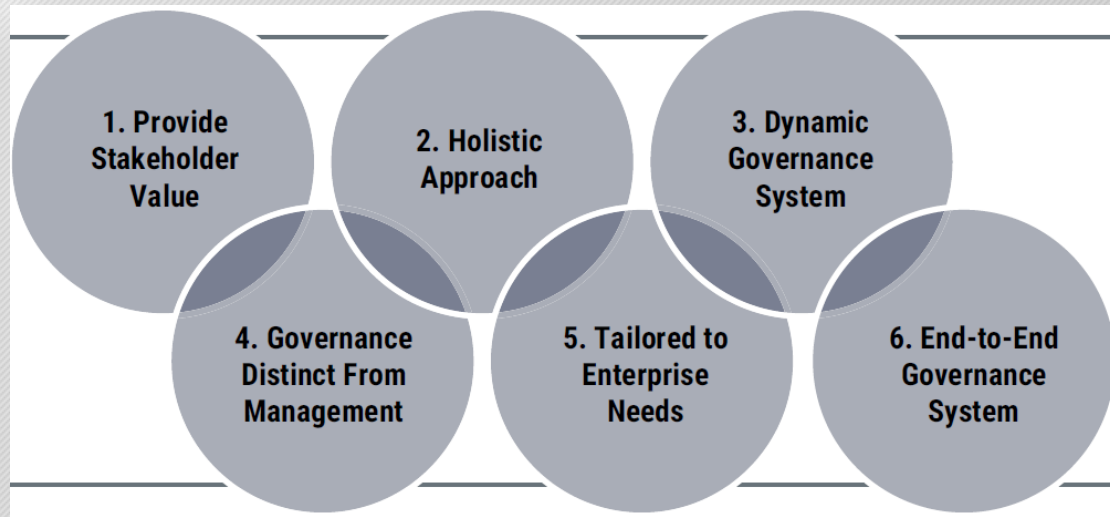 1. Provide
Stakeholder
Value
2. Holistic
Approach
3. Dynamic
Governance
System
4. Governance
Distinct From
Management
5. Tailored to
Enterprise
Needs
6. End-to-End
Governance
System